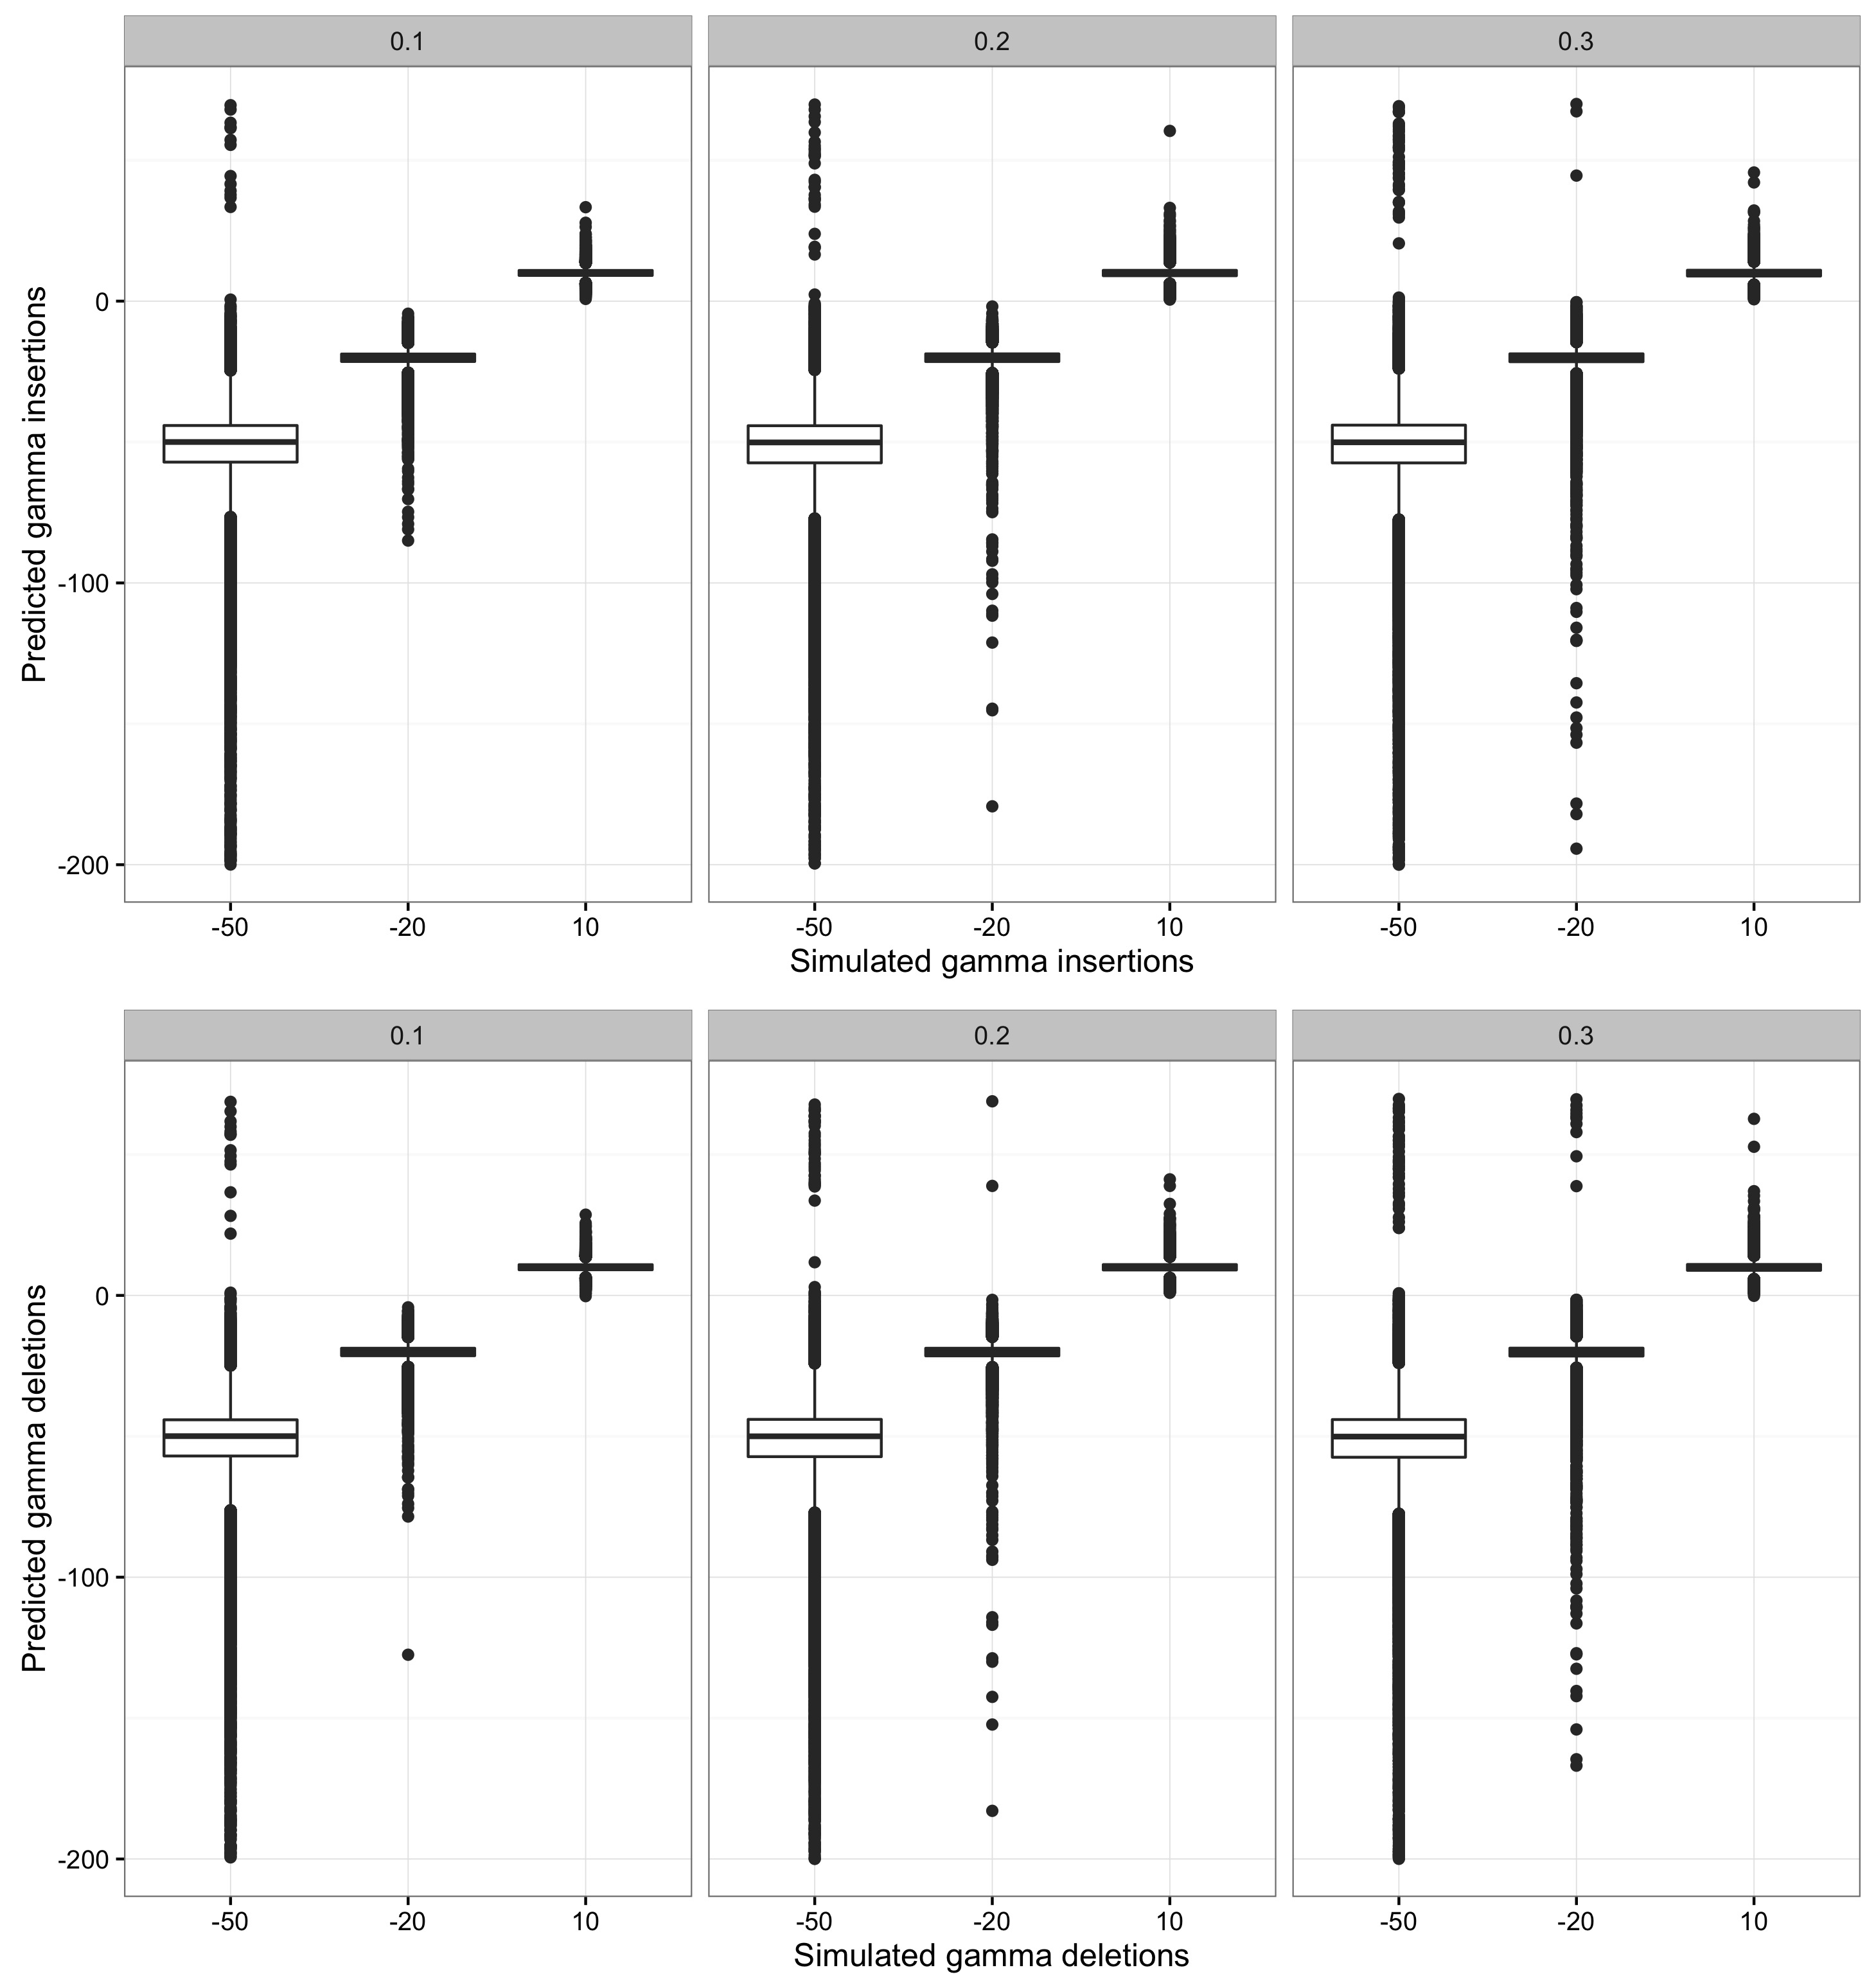 0.1 0.2 0.3
Predicted gamma insertions
0
-100
-200
-50 -20 10 -50 -20 10 -50 -20 10
Simulated gamma insertions
0.1 0.2 0.3
Predicted gamma deletions
0
-100
-200
-50 -20 10 -50 -20 10 -50 -20 10
Simulated gamma deletions